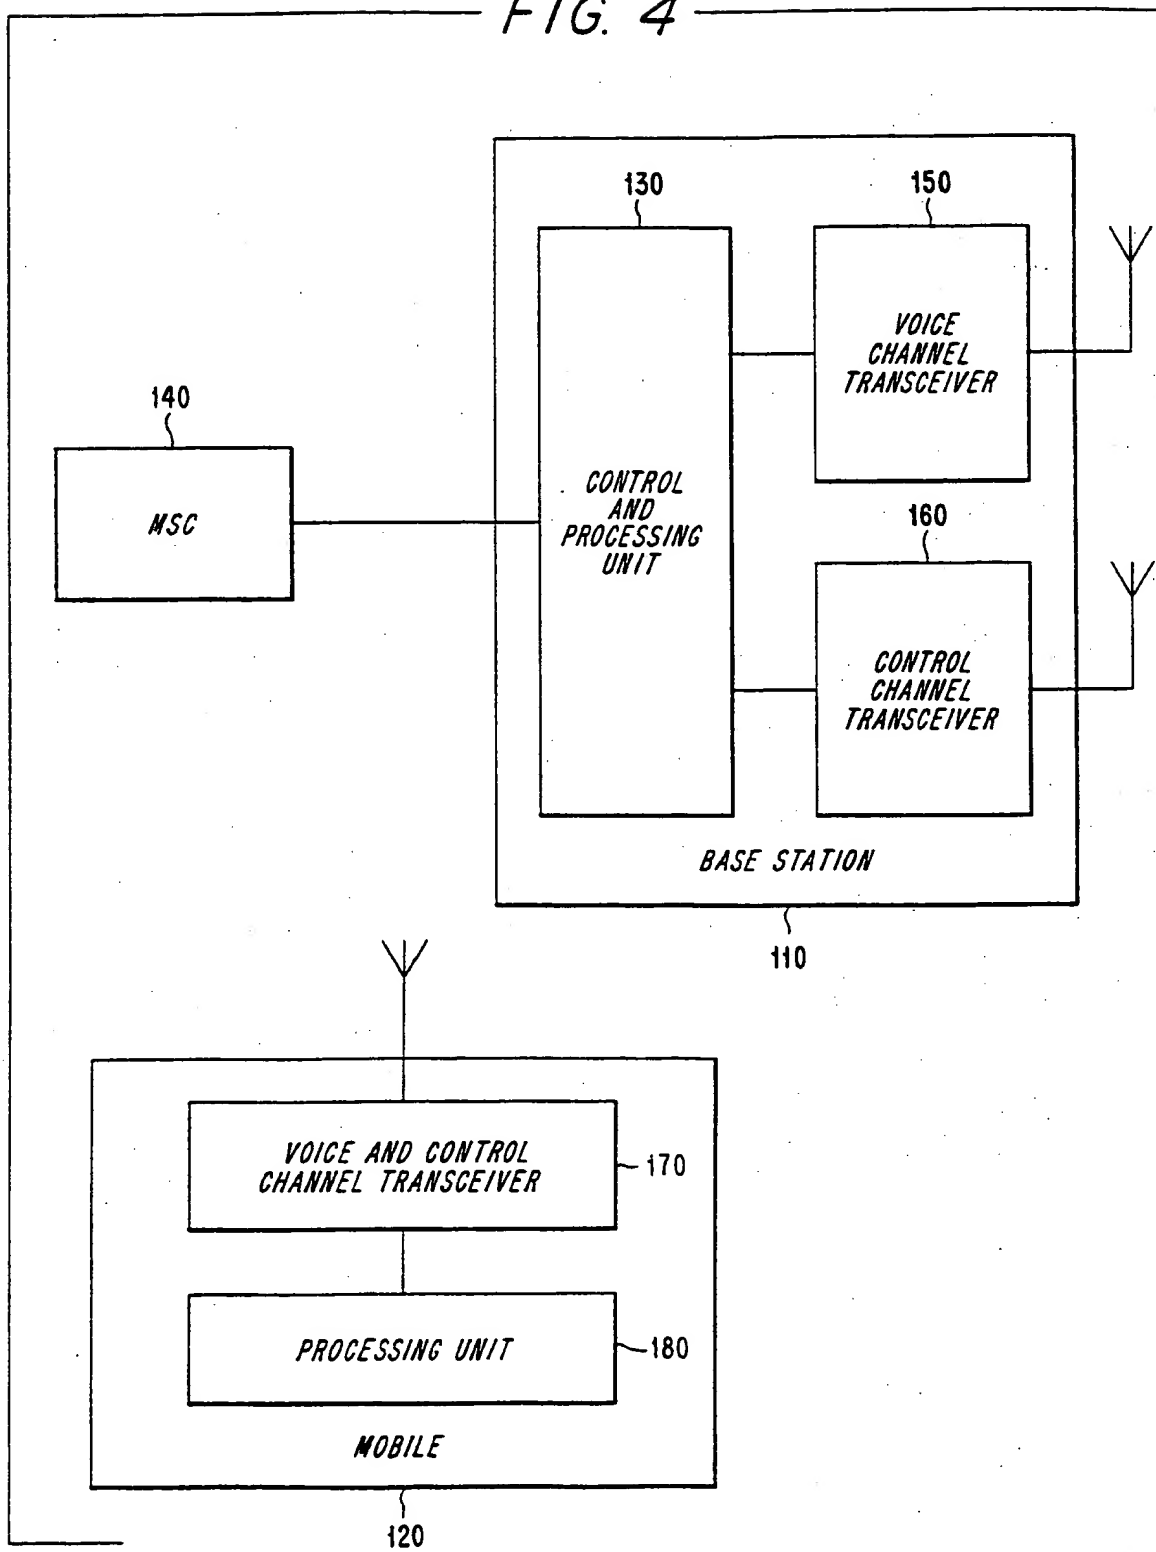 FIG. 4
130
150
VOICE
CHANNEL
TRANSCEIVER
140
MSC
CONTROL
AND
PROCESSING
UNIT
160
CONTROL
CHANNEL
TRANSCEIVER
BASE STATION
110
VOICE AND CONTROL
CHANNEL TRANSCEIVER
170
PROCESSING UNIT
180
MOBILE
120